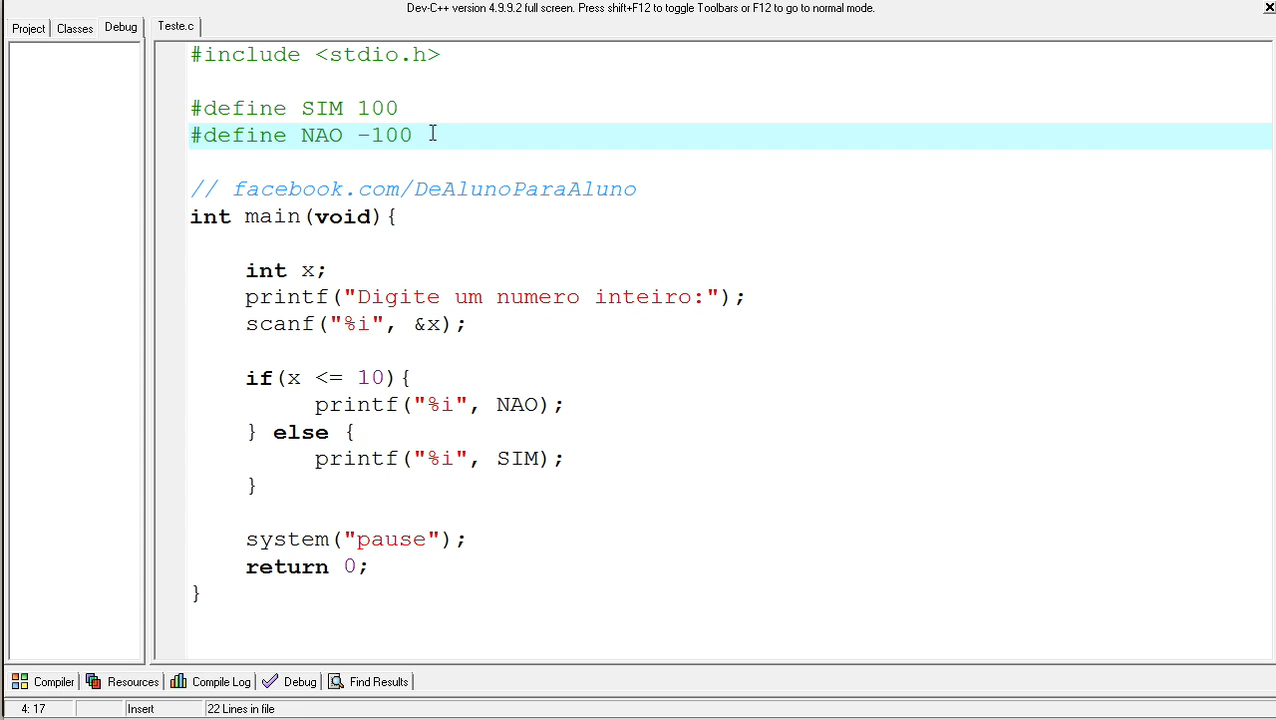 Dev-C++ version 4.9.9.2 full screen. Press shift+F12 to toggle Toolbars or F12 to go to normal mode.
Project Classes Debug
Teste.c
#include <stdio.h>
#define SIM 100
#define NAO -100
// facebook.com/DeAlunoParaAluno
int main(void){
int x;
printf("Digite um numero inteiro:");
scanf("%i", &x);
if(x <= 10){
printf("%i", NAO);
} else {
printf("%i", SIM);
}
system("pause");
return 0;
}
Compiler Resources Compile Log Debug Find Results
4: 17 Insert 22 Lines in file